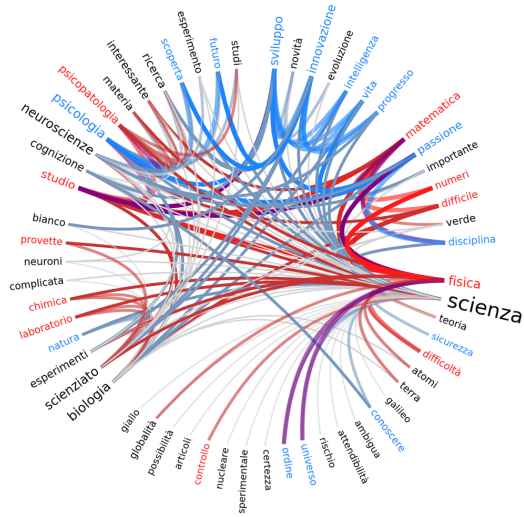 esperimento
studi
sviluppo
novità
innovazione
evoluzione
intelligenza
vita
progresso
matematica
passione
importante
numeri
difficile
verde
disciplina
fisica
scienza
teoria
sicurezza
difficoltà
atomi
terra
galileo
conoscere
ambigua
attendibilità
rischio
universo
ordine
certezza
sperimentale
nucleare
controllo
articoli
possibilità
globalità
giallo
biologia
scienziato
esperimenti
natura
laboratorio
chimica
complicata
neuroni
provette
bianco
studio
cognizione
neuroscienze
psicologia
psicopatologia
materia
interessante
ricerca
scoperta
futuro